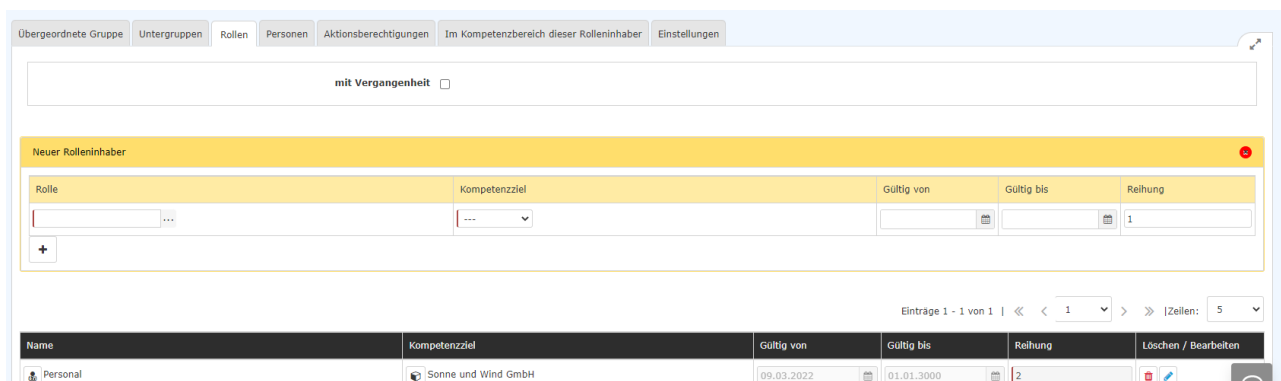 Übergeordnete Gruppe Untergruppen Rollen Personen Aktionsberechtigungen Im Kompetenzbereich dieser Rolleninhaber Einstellungen
mit Vergangenheit
Neuer Rolleninhaber
Rolle Kompetenzziel Gültig von Gültig bis Reihung
... --- 1
+
Einträge 1 - 1 von 1 | 1 |Zeilen: 5
Name Kompetenzziel Gültig von Gültig bis Reihung Löschen / Bearbeiten
Personal Sonne und Wind GmbH 09.03.2022 01.01.3000 2